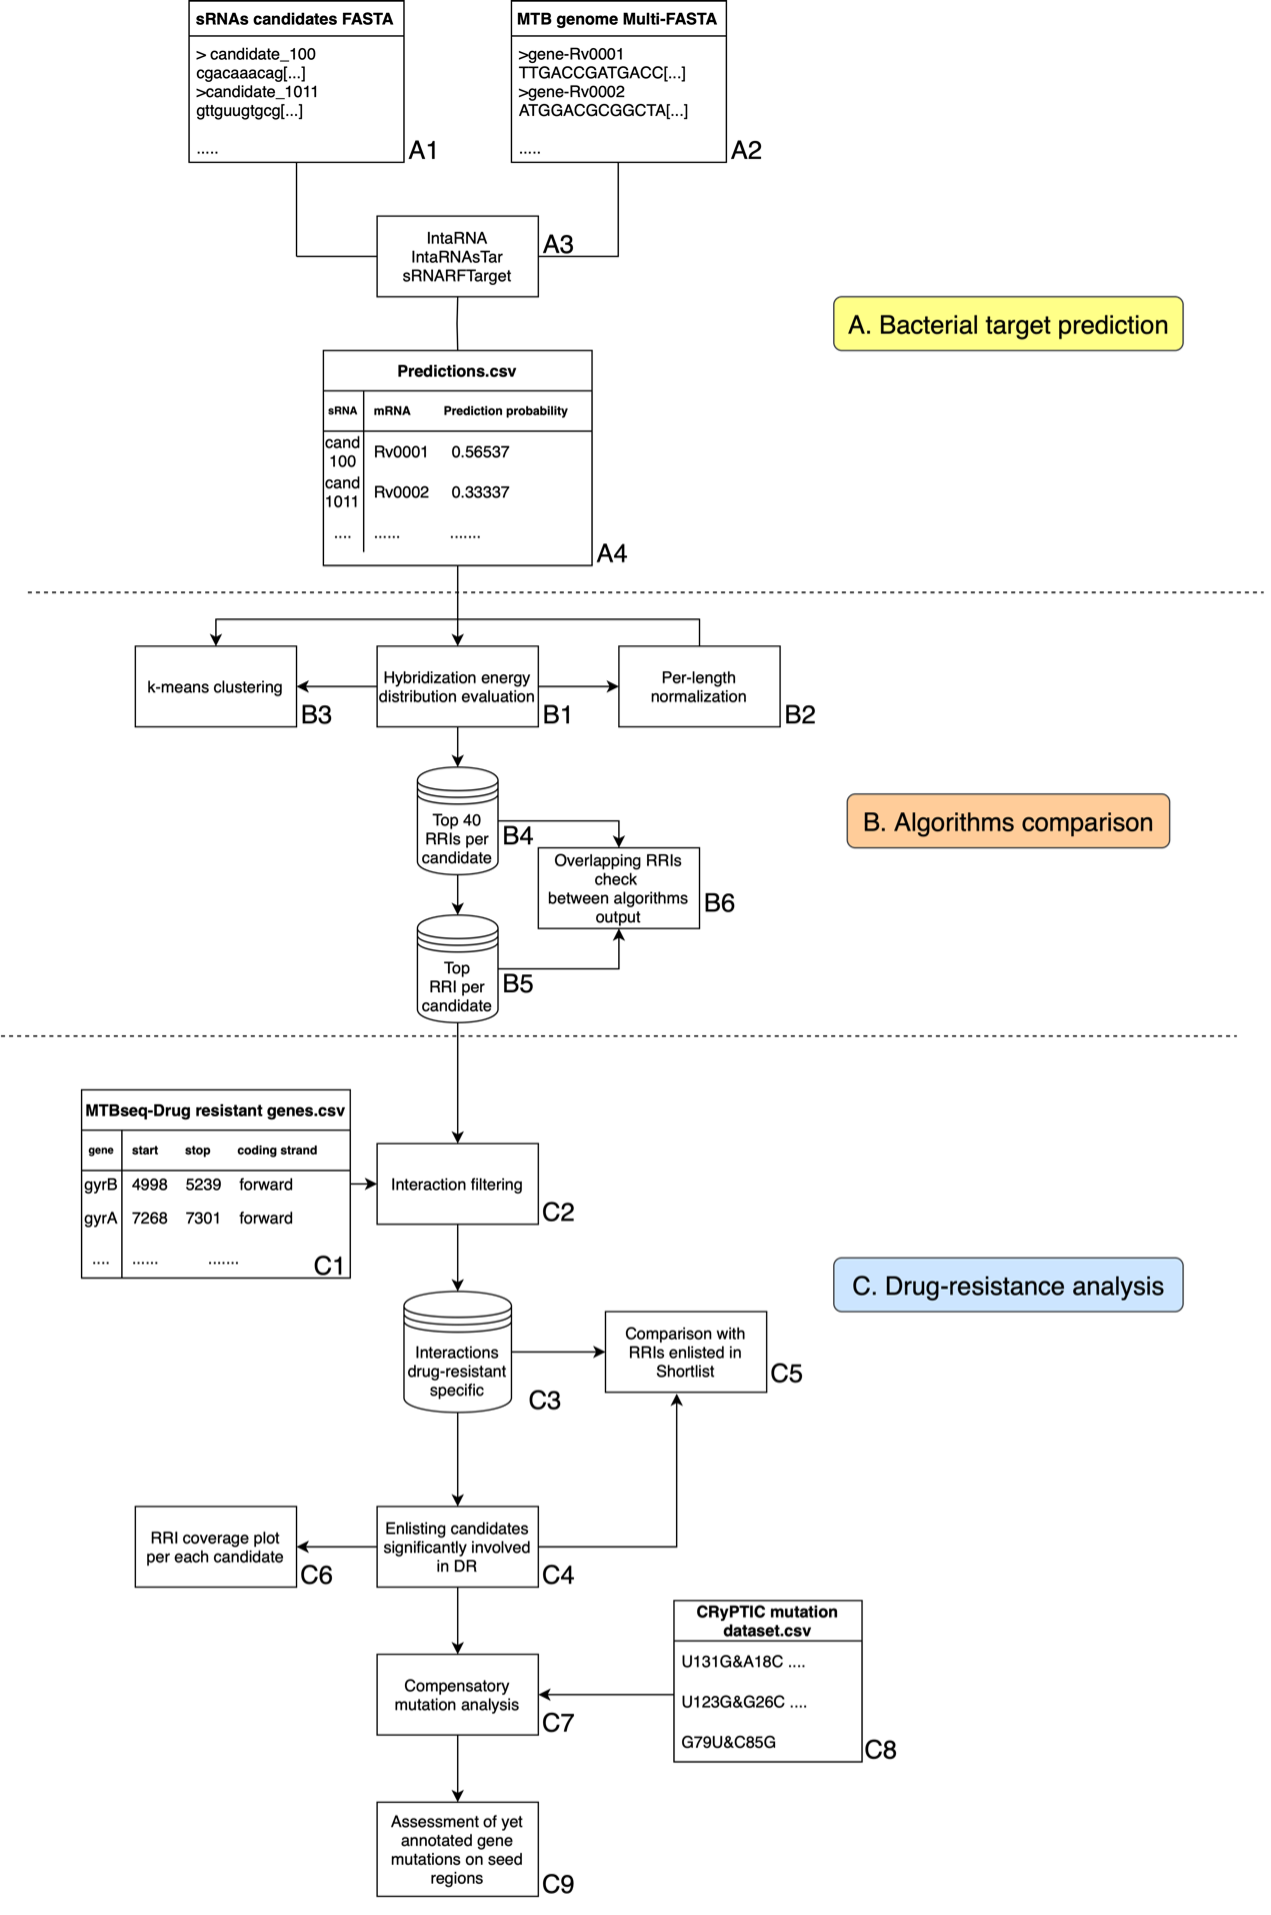 sRNAs candidates FASTA
> candidate_100
cgacaaacag[...]
>candidate_1011
gttguugtgcg[...]
.....
A1
MTB genome Multi-FASTA
>gene-Rv0001
TTGACCGATGACC[...]
>gene-Rv0002
ATGGACGCGGCTA[...]
.....
A2
IntaRNA
IntaRNAsTar
sRNARFTarget
A3
A. Bacterial target prediction
Predictions.csv
sRNA mRNA Prediction probability
cand
100
Rv0001 0.56537
cand
1011
Rv0002 0.33337
.... ...... .......
A4
k-means clustering
B3
Hybridization energy
distribution evaluation
B1
Per-length
normalization
B2
Top 40
RRIs per
candidate
B4
B. Algorithms comparison
Overlapping RRIs
check
between algorithms
output
B6
Top
RRI per
candidate
B5
MTBseq-Drug resistant genes.csv
gene start stop coding strand
gyrB 4998 5239 forward
gyrA 7268 7301 forward
.... ...... .......
C1
Interaction filtering
C2
C. Drug-resistance analysis
Interactions
drug-resistant
specific
C3
Comparison with
RRIs enlisted in
Shortlist
C5
RRI coverage plot
per each candidate
C6
Enlisting candidates
significantly involved
in DR
C4
CRyPTIC mutation
dataset.csv
U131G&A18C ....
U123G&G26C ....
G79U&C85G
C8
Compensatory
mutation analysis
C7
Assessment of yet
annotated gene
mutations on seed
regions
C9